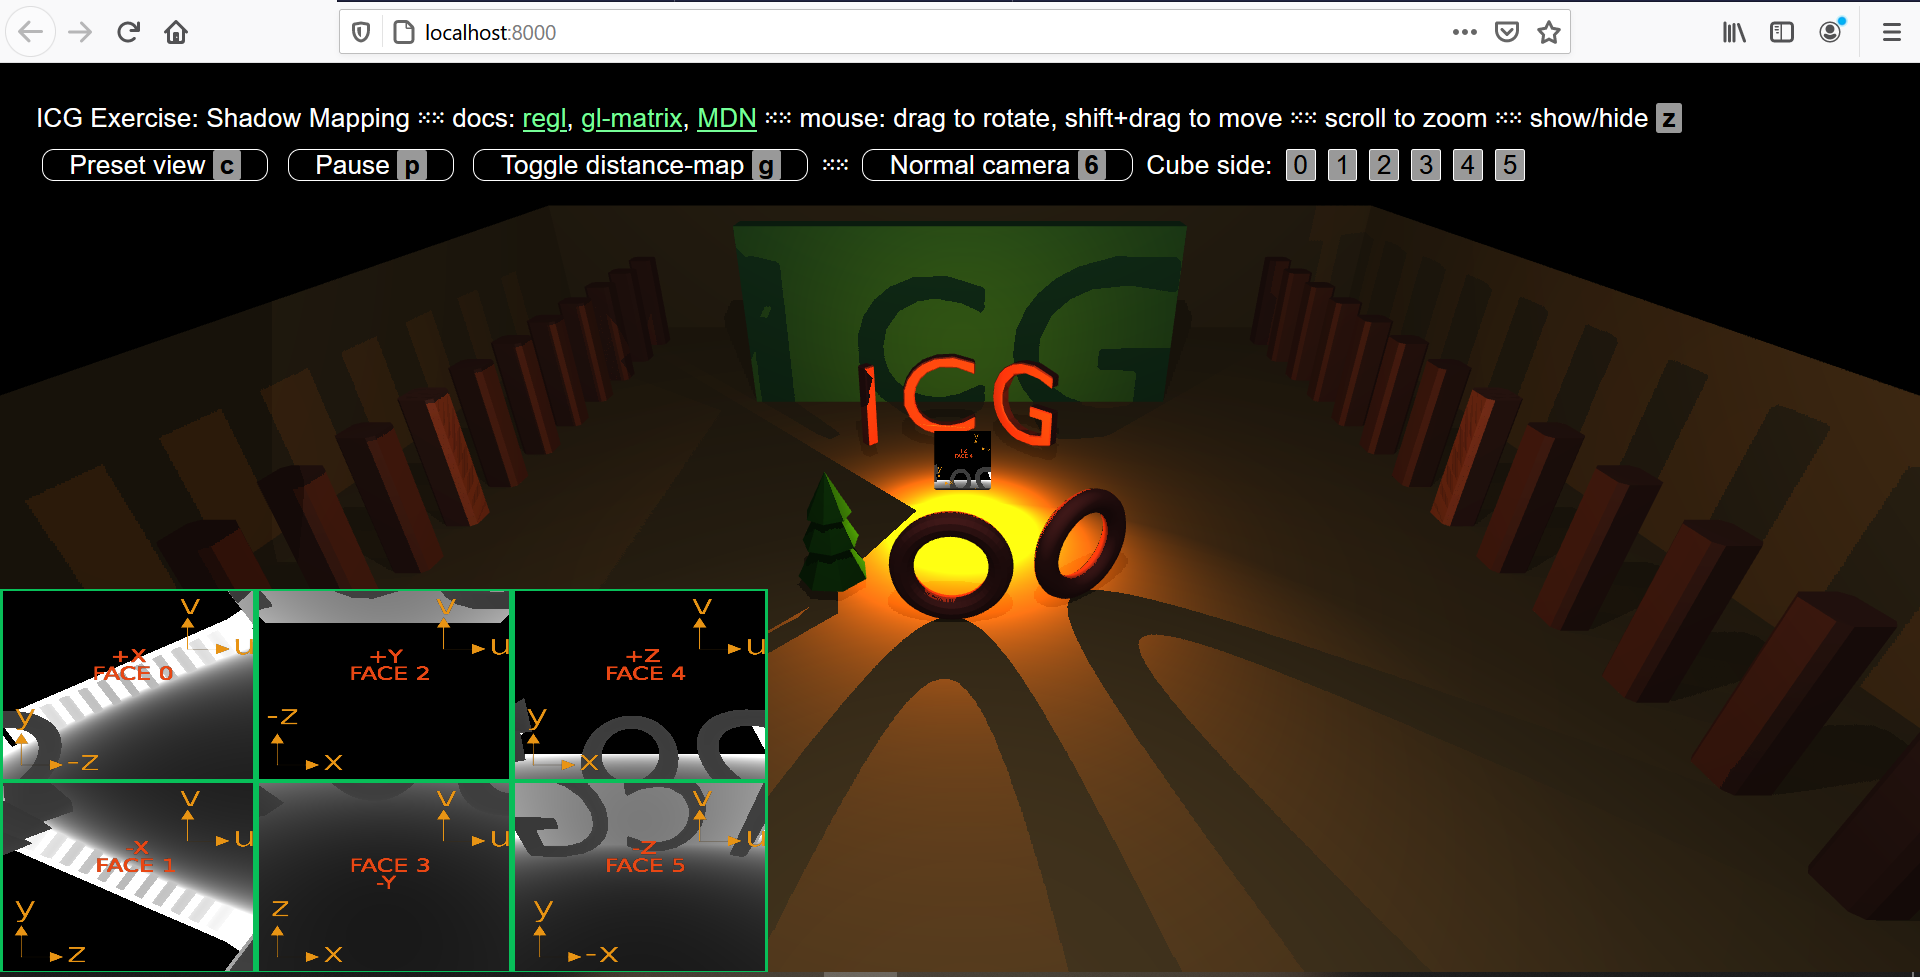 localhost:8000
ICG Exercise: Shadow Mapping ⁙⁙ docs: regl, gl-matrix, MDN ⁙⁙ mouse: drag to rotate, shift+drag to move ⁙⁙ scroll to zoom ⁙⁙ show/hide z
Preset view c Pause p Toggle distance-map g ⁙⁙ Normal camera 6 Cube side: 0 1 2 3 4 5
ICG
ICG
v
u
+X
FACE 0
y
-z
v
u
+Y
FACE 2
-z
x
v
u
+Z
FACE 4
y
x
v
u
-X
FACE 1
y
z
v
u
FACE 3
-Y
z
x
v
u
-Z
FACE 5
y
-x